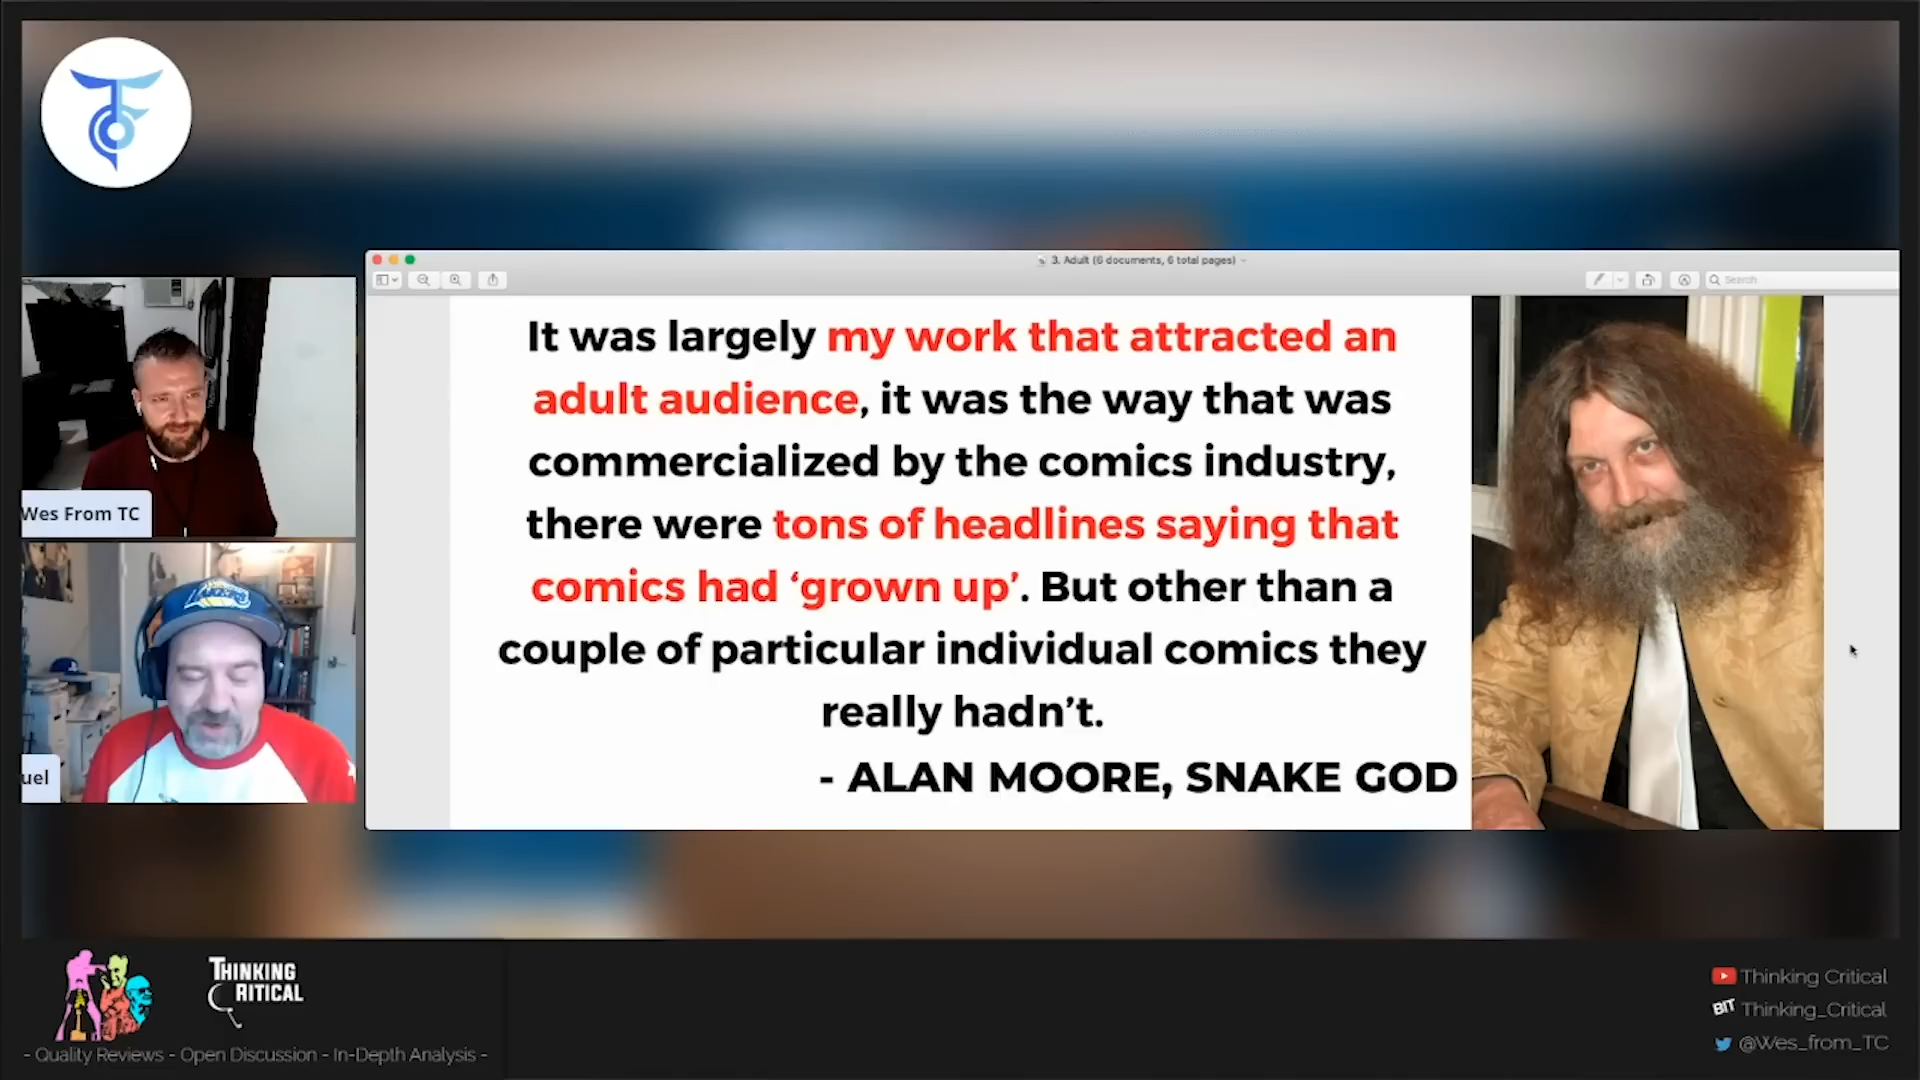 3. Adult (6 documents, 6 total pages)
Search
It was largely my work that attracted an
adult audience, it was the way that was
commercialized by the comics industry,
there were tons of headlines saying that
comics had ‘grown up’. But other than a
couple of particular individual comics they
really hadn’t.
- ALAN MOORE, SNAKE GOD
Wes From TC
uel
THINKING
CRITICAL
- Quality Reviews - Open Discussion - In-Depth Analysis -
Thinking Critical
BIT Thinking_Critical
@Wes_from_TC